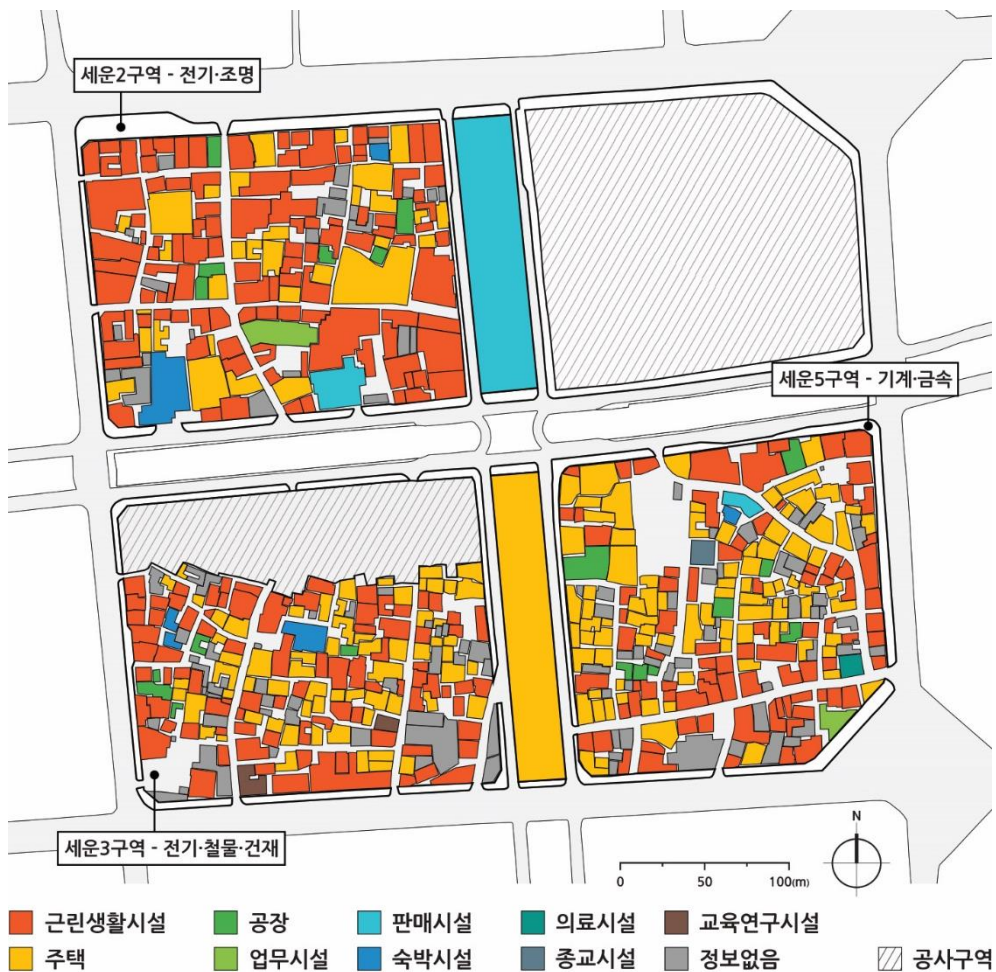 세운2구역 - 전기·조명
세운5구역 - 기계·금속
세운3구역 - 전기·철물·건재
N
0 50 100(m)
근린생활시설 공장 판매시설 의료시설 교육연구시설
주택 업무시설 숙박시설 종교시설 정보없음 공사구역